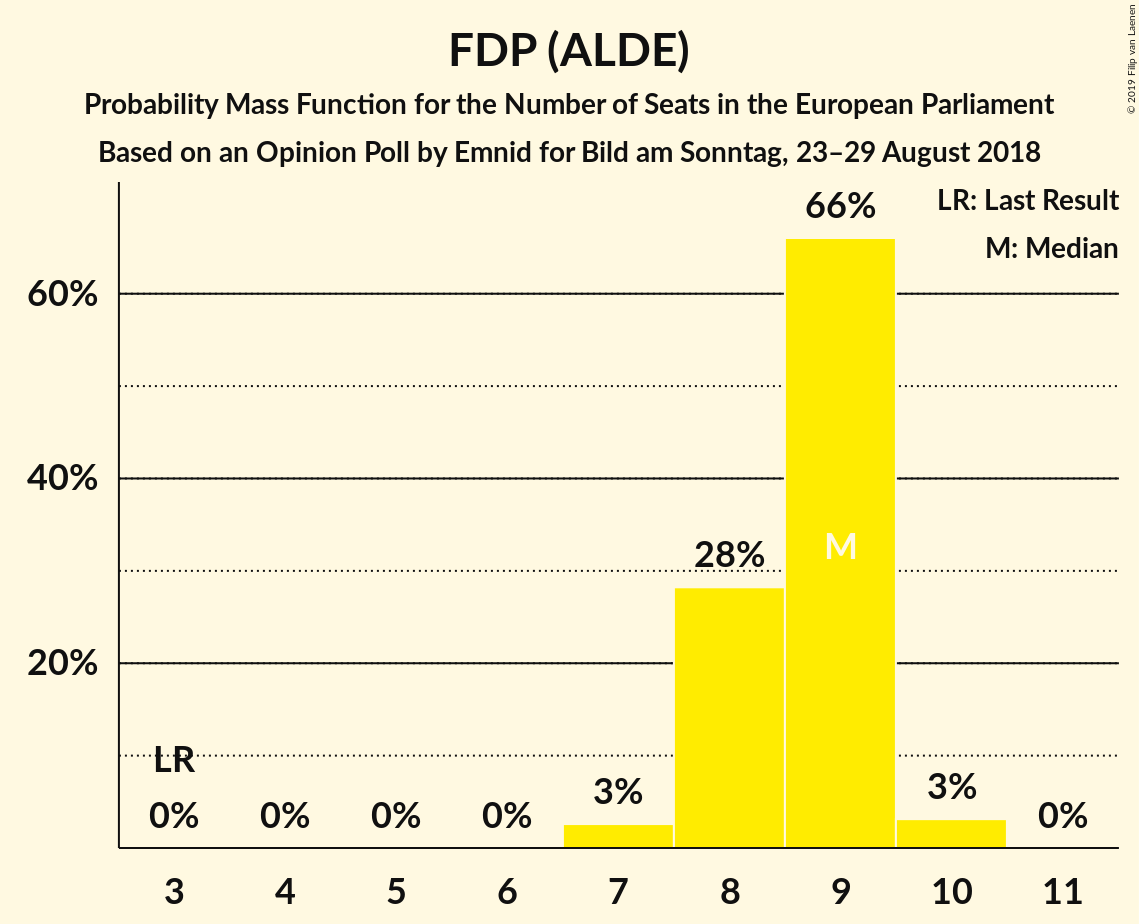 FDP (ALDE)
Probability Mass Function for the Number of Seats in the European Parliament
Based on an Opinion Poll by Emnid for Bild am Sonntag, 23–29 August 2018
© 2019 Filip van Laenen
LR: Last Result
M: Median
66%
60%
40%
28%
M
20%
LR
0%
0%
0%
0%
3%
3%
0%
3
4
5
6
7
8
9
10
11